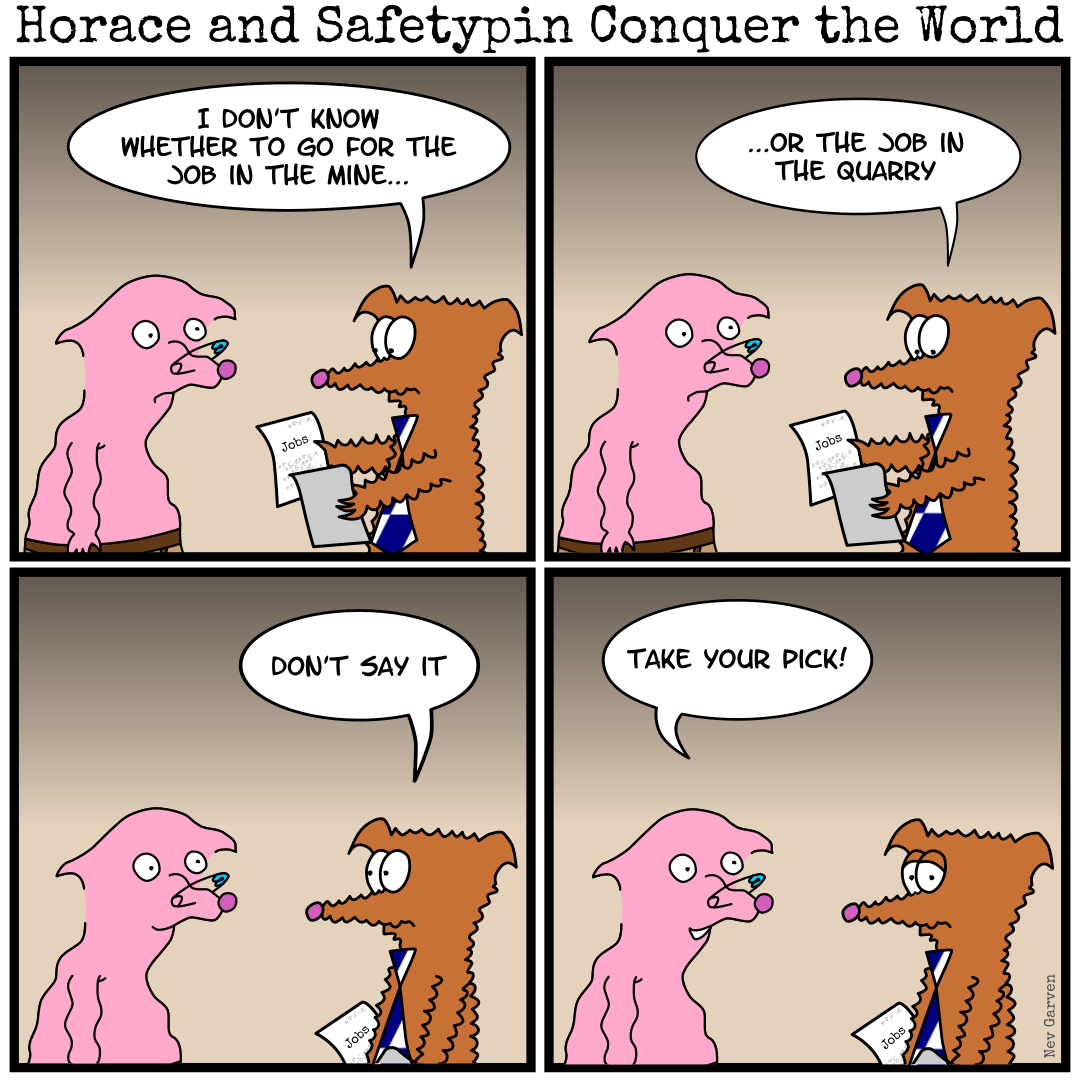 Horace and Safetypin Conquer the World
I DON'T KNOW
WHETHER TO GO FOR THE
JOB IN THE MINE...
...OR THE JOB IN
THE QUARRY
Jobs
Jobs
DON'T SAY IT
TAKE YOUR PICK!
Jobs
Jobs
Nev Garven